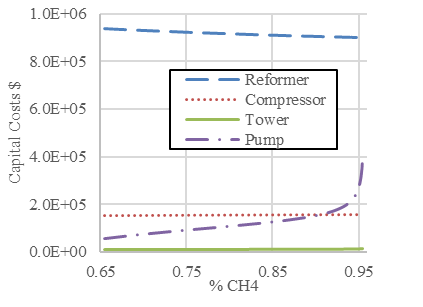 1.0E+06
8.0E+05
6.0E+05
4.0E+05
2.0E+05
0.0E+00
Capital Costs $
Reformer
Compressor
Tower
Pump
0.65 0.75 0.85 0.95
% CH4